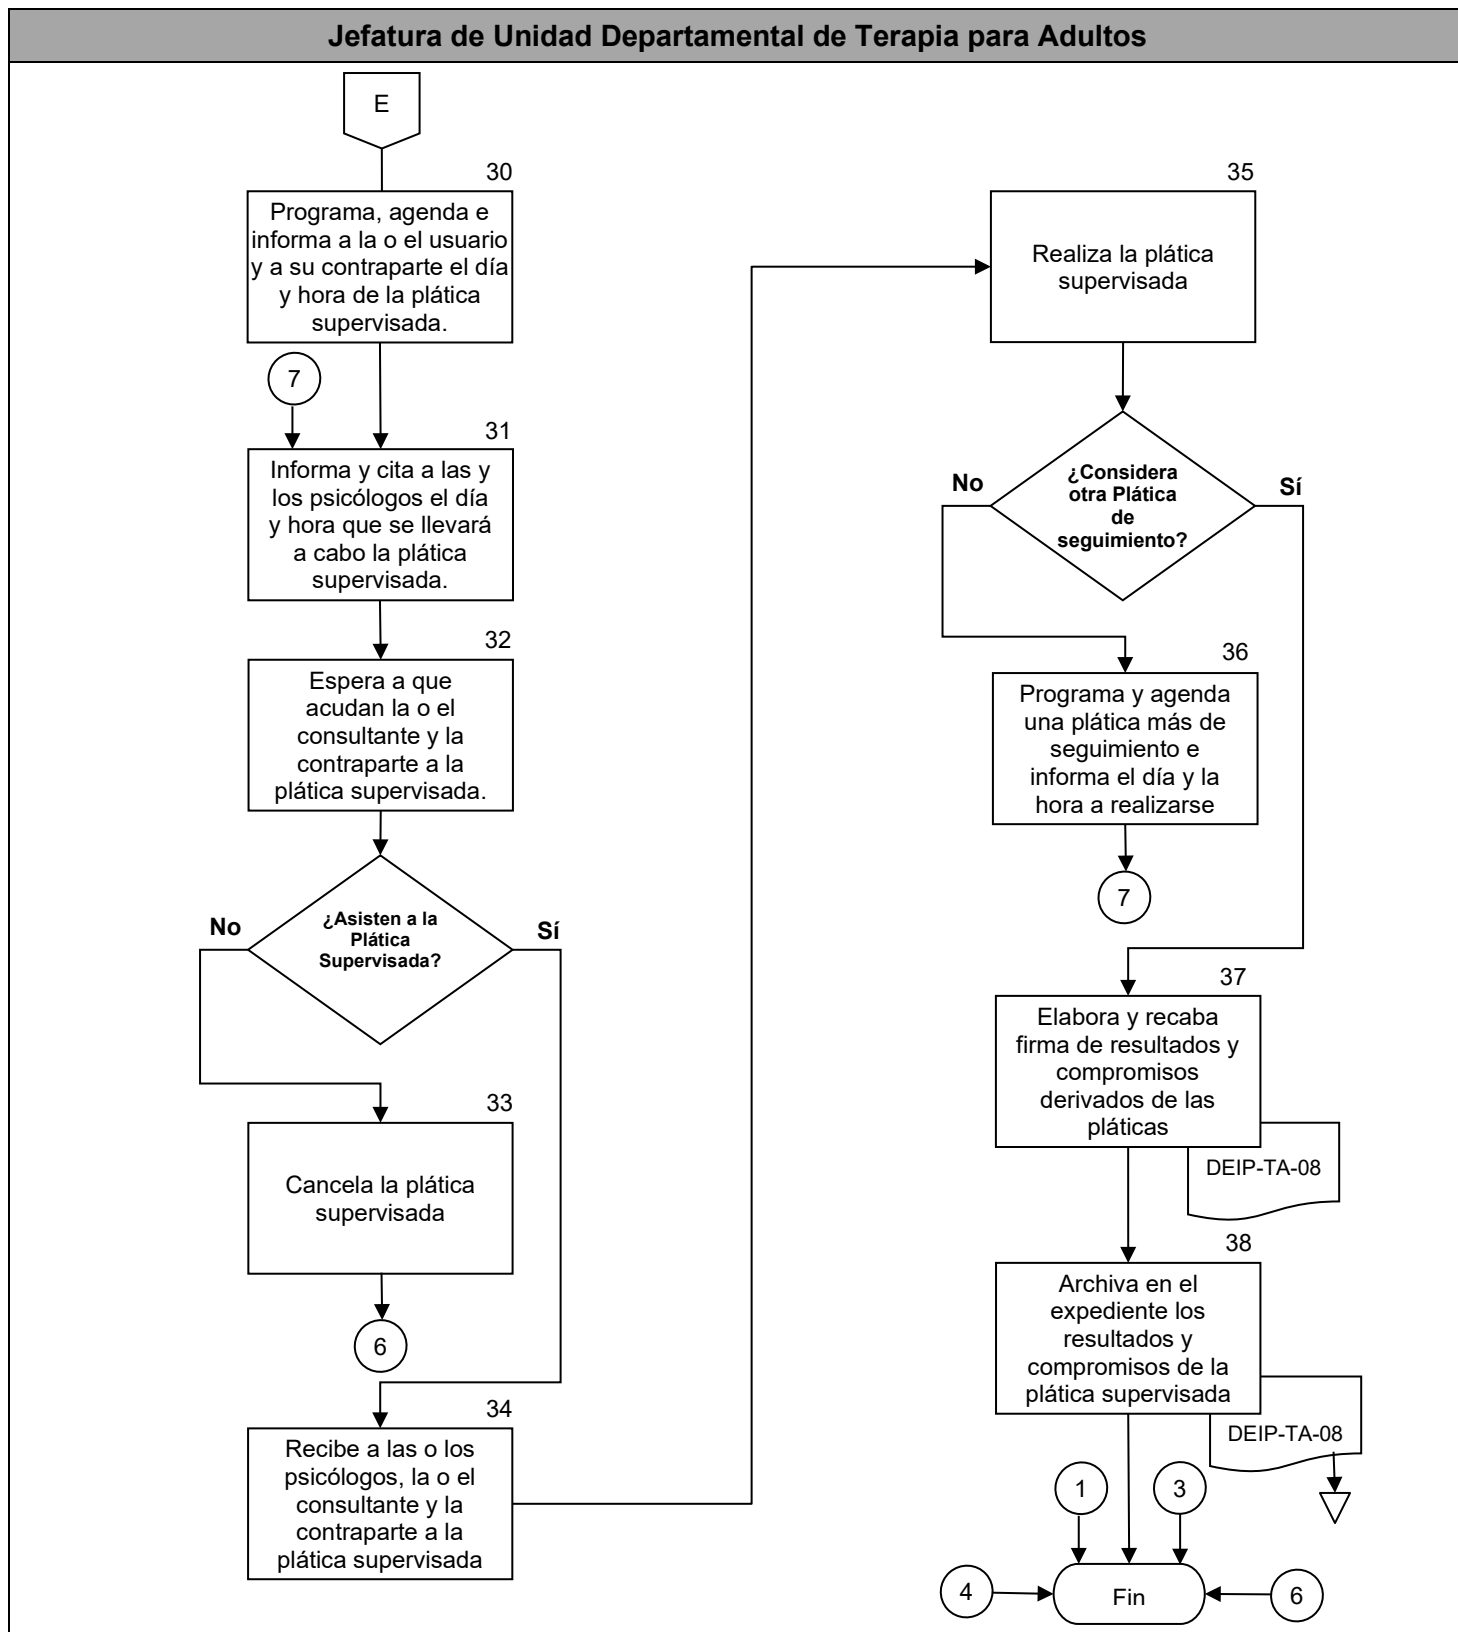 Jefatura de Unidad Departamental de Terapia para Adultos
E
30
Programa, agenda e
informa a la o el usuario
y a su contraparte el día
y hora de la plática
supervisada.
7
31
Informa y cita a las y
los psicólogos el día
y hora que se llevará
a cabo la plática
supervisada.
32
Espera a que
acudan la o el
consultante y la
contraparte a la
plática supervisada.
No
¿Asisten a la
Plática
Supervisada?
Sí
33
Cancela la plática
supervisada
6
34
Recibe a las o los
psicólogos, la o el
consultante y la
contraparte a la
plática supervisada
35
Realiza la plática
supervisada
No
¿Considera
otra Plática
de
seguimiento?
Sí
36
Programa y agenda
una plática más de
seguimiento e
informa el día y la
hora a realizarse
7
37
Elabora y recaba
firma de resultados y
compromisos
derivados de las
pláticas
DEIP-TA-08
38
Archiva en el
expediente los
resultados y
compromisos de la
plática supervisada
DEIP-TA-08
1
3
4
Fin
6